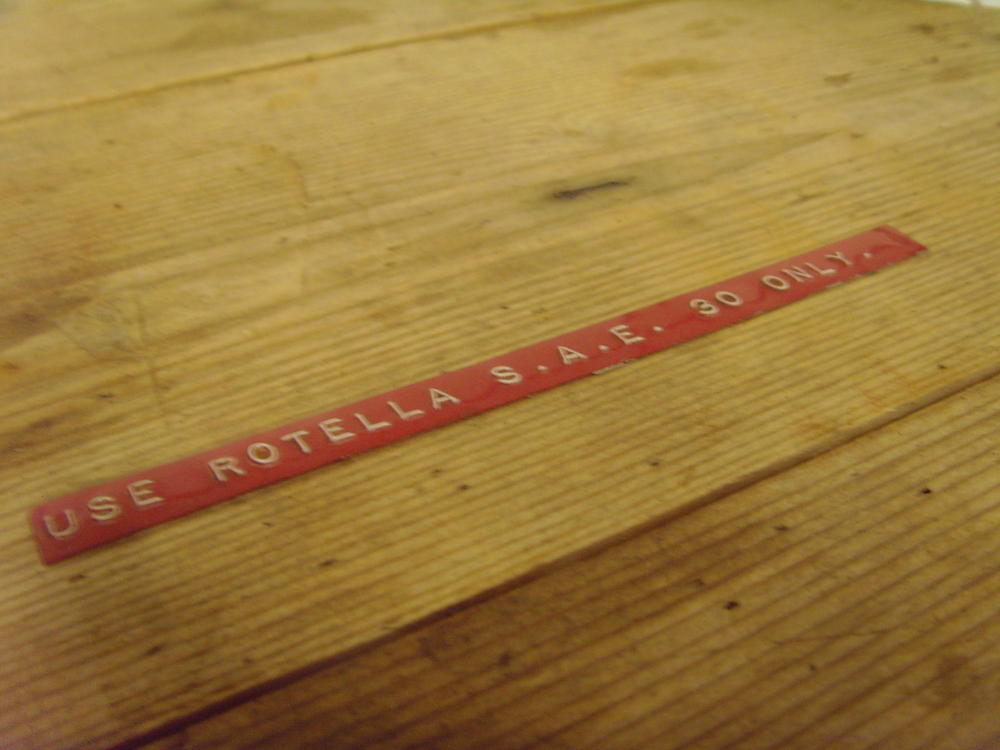 USE ROTELLA S.A.E. 30 ONLY.